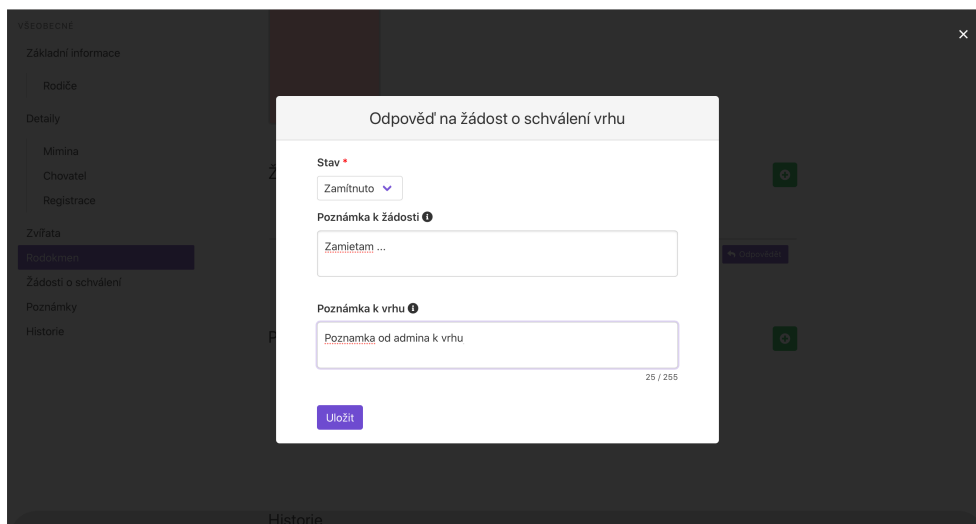 VŠEOBECNÉ
Základní informace
Rodiče
Detaily
Mimina
Chovatel
Registrace
Zvířata
Rodokmen
Žádosti o schválení
Poznámky
Historie
Odpověď na žádost o schválení vrhu
Stav *
Zamítnuto
Poznámka k žádosti
Zamietam ...
Poznámka k vrhu
Poznamka od admina k vrhu
25 / 255
Uložit
Odpovědět
Historie